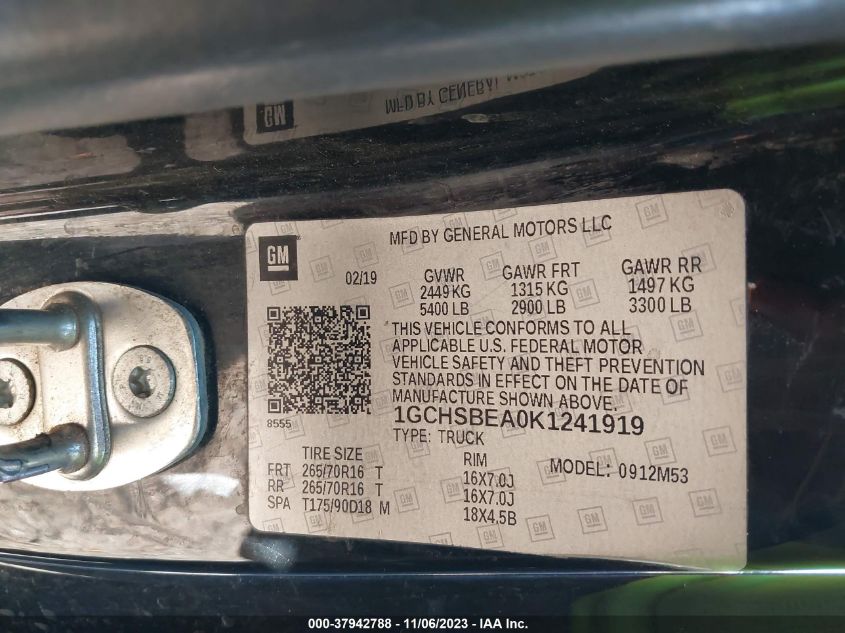 GM
MFD BY GENERAL
GM
MFD BY GENERAL MOTORS LLC
02/19
GVWR GAWR FRT GAWR RR
2449 KG 1315 KG 1497 KG
5400 LB 2900 LB 3300 LB
THIS VEHICLE CONFORMS TO ALL
APPLICABLE U.S. FEDERAL MOTOR
VEHICLE SAFETY AND THEFT PREVENTION
STANDARDS IN EFFECT ON THE DATE OF
MANUFACTURE SHOWN ABOVE.
8555
1GCHSBEA0K1241919
TYPE: TRUCK
TIRE SIZE RIM MODEL: 0912M53
FRT 265/70R16 T 16X7.0J
RR 265/70R16 T 16X7.0J
SPA T175/90D18 M 18X4.5B
000-37942788 - 11/06/2023 - IAA Inc.